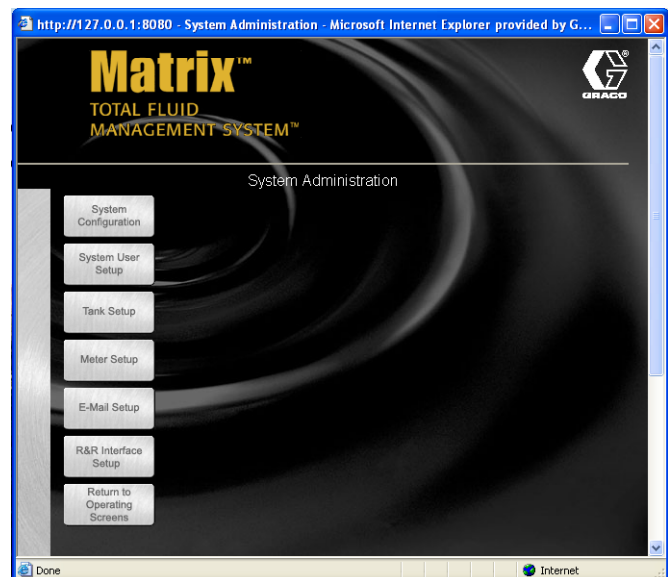 http://127.0.0.1:8080 - System Administration - Microsoft Internet Explorer provided by G...
Matrix™
TOTAL FLUID
MANAGEMENT SYSTEM™
GRACO
®
System Administration
System
Configuration
System User
Setup
Tank Setup
Meter Setup
E-Mail Setup
R&R Interface
Setup
Return to
Operating
Screens
Done
Internet